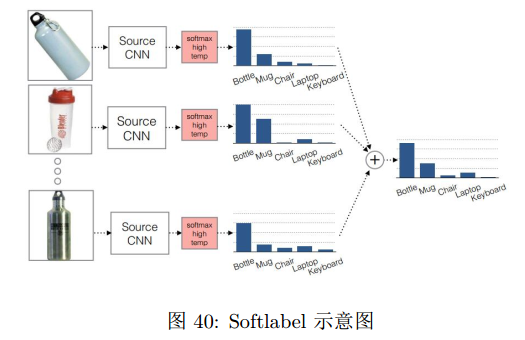 Source
CNN
softmax
high
temp
Bottle
Mug
Chair
Laptop
Keyboard
Source
CNN
softmax
high
temp
Bottle
Mug
Chair
Laptop
Keyboard
+
Bottle
Mug
Chair
Laptop
Keyboard
Source
CNN
softmax
high
temp
Bottle
Mug
Chair
Laptop
Keyboard
图 40: Softlabel 示意图